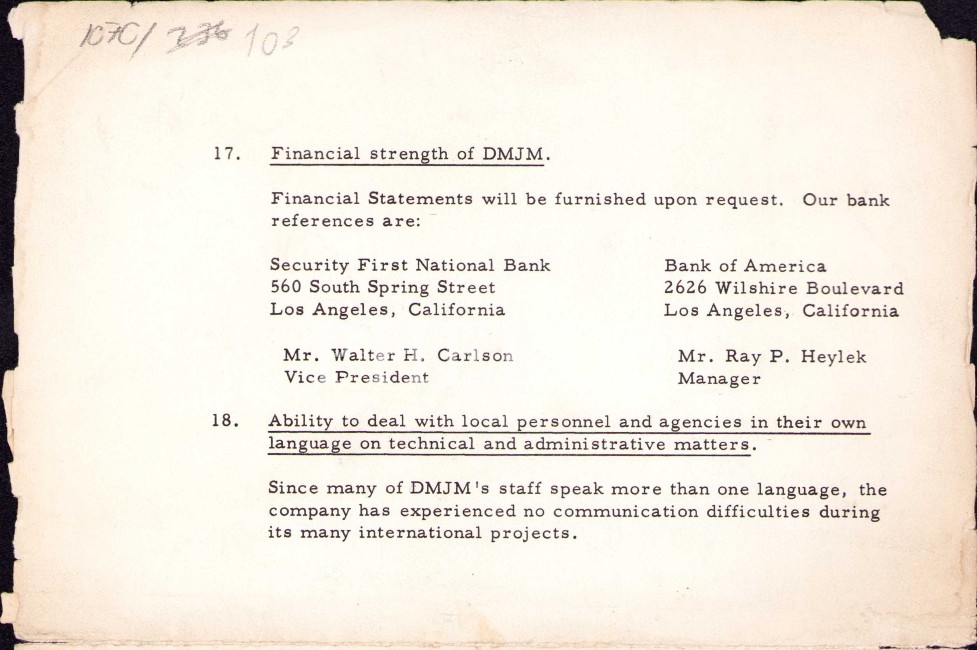 103
17. Financial strength of DMJM.
Financial Statements will be furnished upon request. Our bank
references are:
Security First National Bank
560 South Spring Street
Los Angeles, California
Mr. Walter H. Carlson
Vice President
Bank of America
2626 Wilshire Boulevard
Los Angeles, California
Mr. Ray P. Heylek
Manager
18. Ability to deal with local personnel and agencies in their own
language on technical and administrative matters.
Since many of DMJM's staff speak more than one language, the
company has experienced no communication difficulties during
its many international projects.